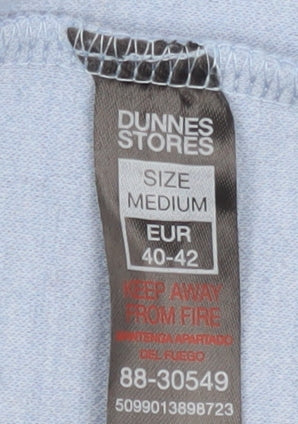 DUNNES
STORES
SIZE
MEDIUM
EUR
40-42
KEEP AWAY
FROM FIRE
MANTENGA APARTADO
DEL FUEGO
88-30549
5099013898723